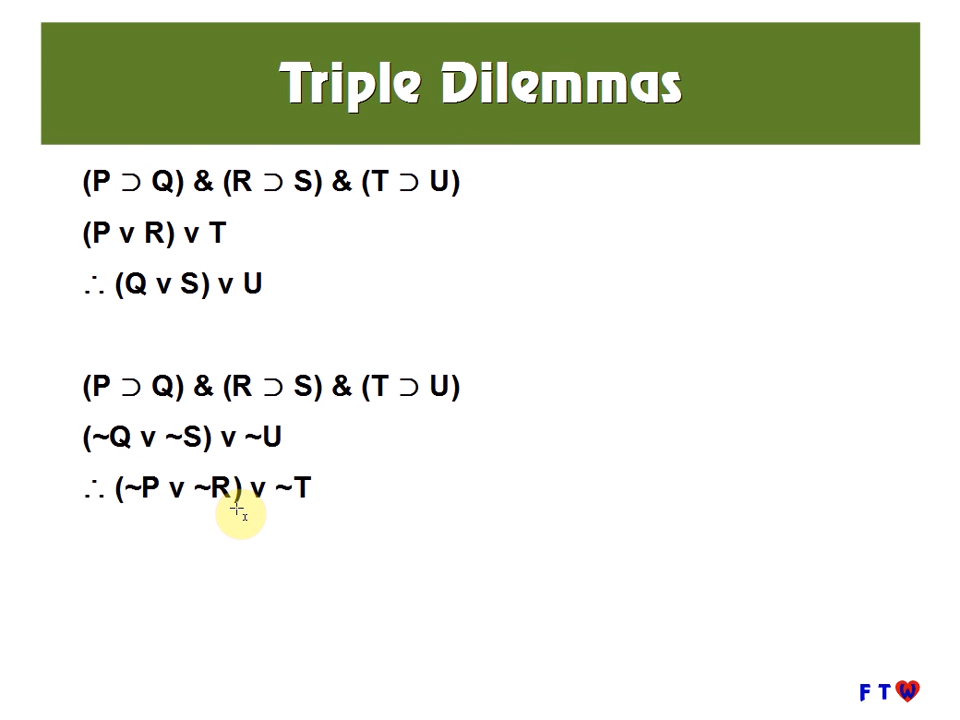 Triple Dilemmas
(P ⊃ Q) & (R ⊃ S) & (T ⊃ U)
(P v R) v T
∴ (Q v S) v U
(P ⊃ Q) & (R ⊃ S) & (T ⊃ U)
(~Q v ~S) v ~U
∴ (~P v ~R) v ~T
F T W